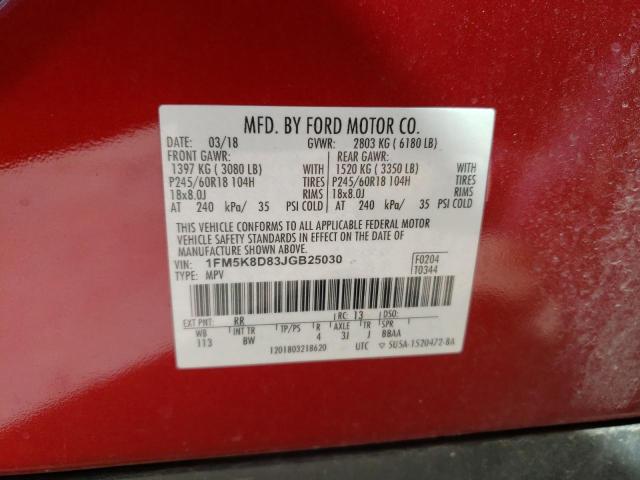 MFD. BY FORD MOTOR CO.
DATE: 03/18 GVWR: 2803 KG ( 6180 LB)
FRONT GAWR: REAR GAWR:
1397 KG ( 3080 LB) WITH 1520 KG ( 3350 LB) WITH
P245/60R18 104H TIRES P245/60R18 104H TIRES
18x8.0J RIMS 18x8.0J RIMS
AT 240 kPa/ 35 PSI COLD AT 240 kPa/ 35 PSI COLD
THIS VEHICLE CONFORMS TO ALL APPLICABLE FEDERAL MOTOR
VEHICLE SAFETY STANDARDS IN EFFECT ON THE DATE OF
MANUFACTURE SHOWN ABOVE.
VIN: 1FM5K8D83JGB25030 F0204
TYPE: MPV T0344
EXT PNT: RR RC: 13
WB INT TR TP/PS R AXLE TR SPR
113 BW 4 3J J BBAA
1201803218620 UTC ▽ 5U5A-1520472-BA